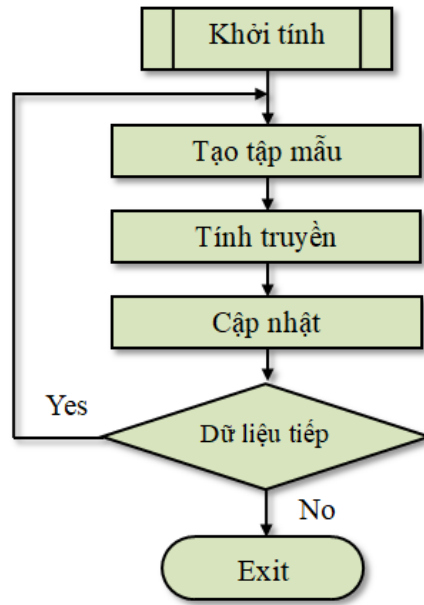 Khởi tính
Tạo tập mẫu
Tính truyền
Cập nhật
Yes
Dữ liệu tiếp
No
Exit